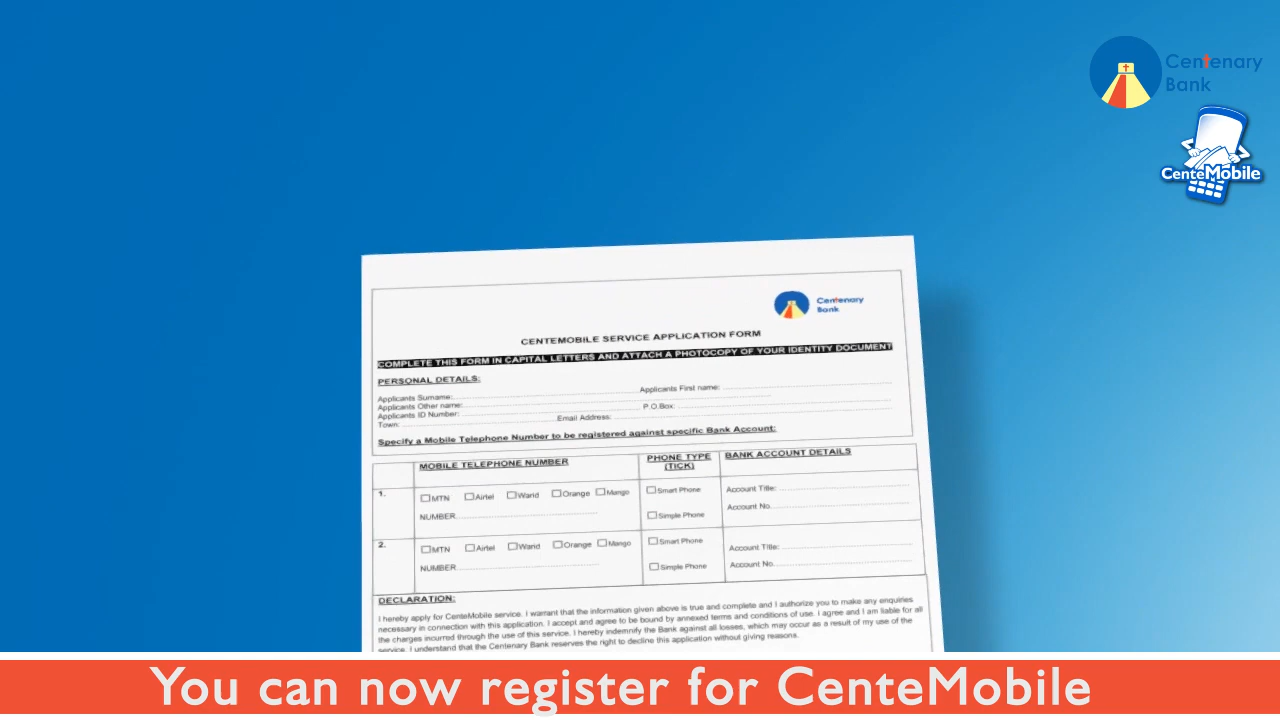 Centenary
Bank
CenteMobile
Centenary
Bank
CENTEMOBILE SERVICE APPLICATION FORM
COMPLETE THIS FORM IN CAPITAL LETTERS AND ATTACH A PHOTOCOPY OF YOUR IDENTITY DOCUMENT
PERSONAL DETAILS:
Applicants Surname: Applicants First name:
Applicants Other name:
Applicants ID Number: P.O.Box:
Town: Email Address:
Specify a Mobile Telephone Number to be registered against specific Bank Account:
MOBILE TELEPHONE NUMBER PHONE TYPE (TICK) BANK ACCOUNT DETAILS
1. MTN Airtel Warid Orange Mango Smart Phone Account Title:
NUMBER Simple Phone Account No.
2. MTN Airtel Warid Orange Mango Smart Phone Account Title:
NUMBER Simple Phone Account No.
DECLARATION:
I hereby apply for CenteMobile service. I warrant that the information given above is true and complete and I authorize you to make any enquiries
necessary in connection with this application. I accept and agree to be bound by annexed terms and conditions of use. I agree and I am liable for all
the charges incurred through the use of this service. I hereby indemnify the Bank against all losses, which may occur as a result of my use of the
service. I understand that the Centenary Bank reserves the right to decline this application without giving reasons.
You can now register for CenteMobile